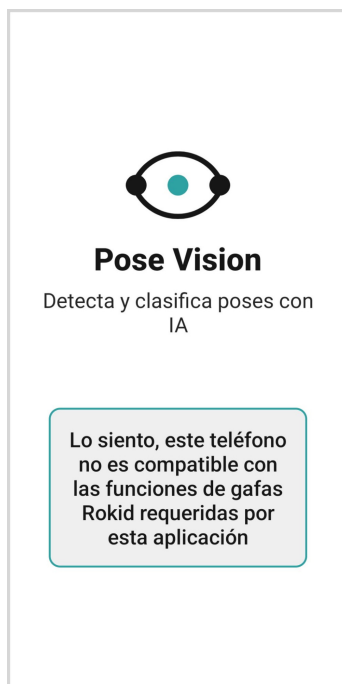 Pose Vision
Detecta y clasifica poses con
IA
Lo siento, este teléfono
no es compatible con
las funciones de gafas
Rokid requeridas por
esta aplicación